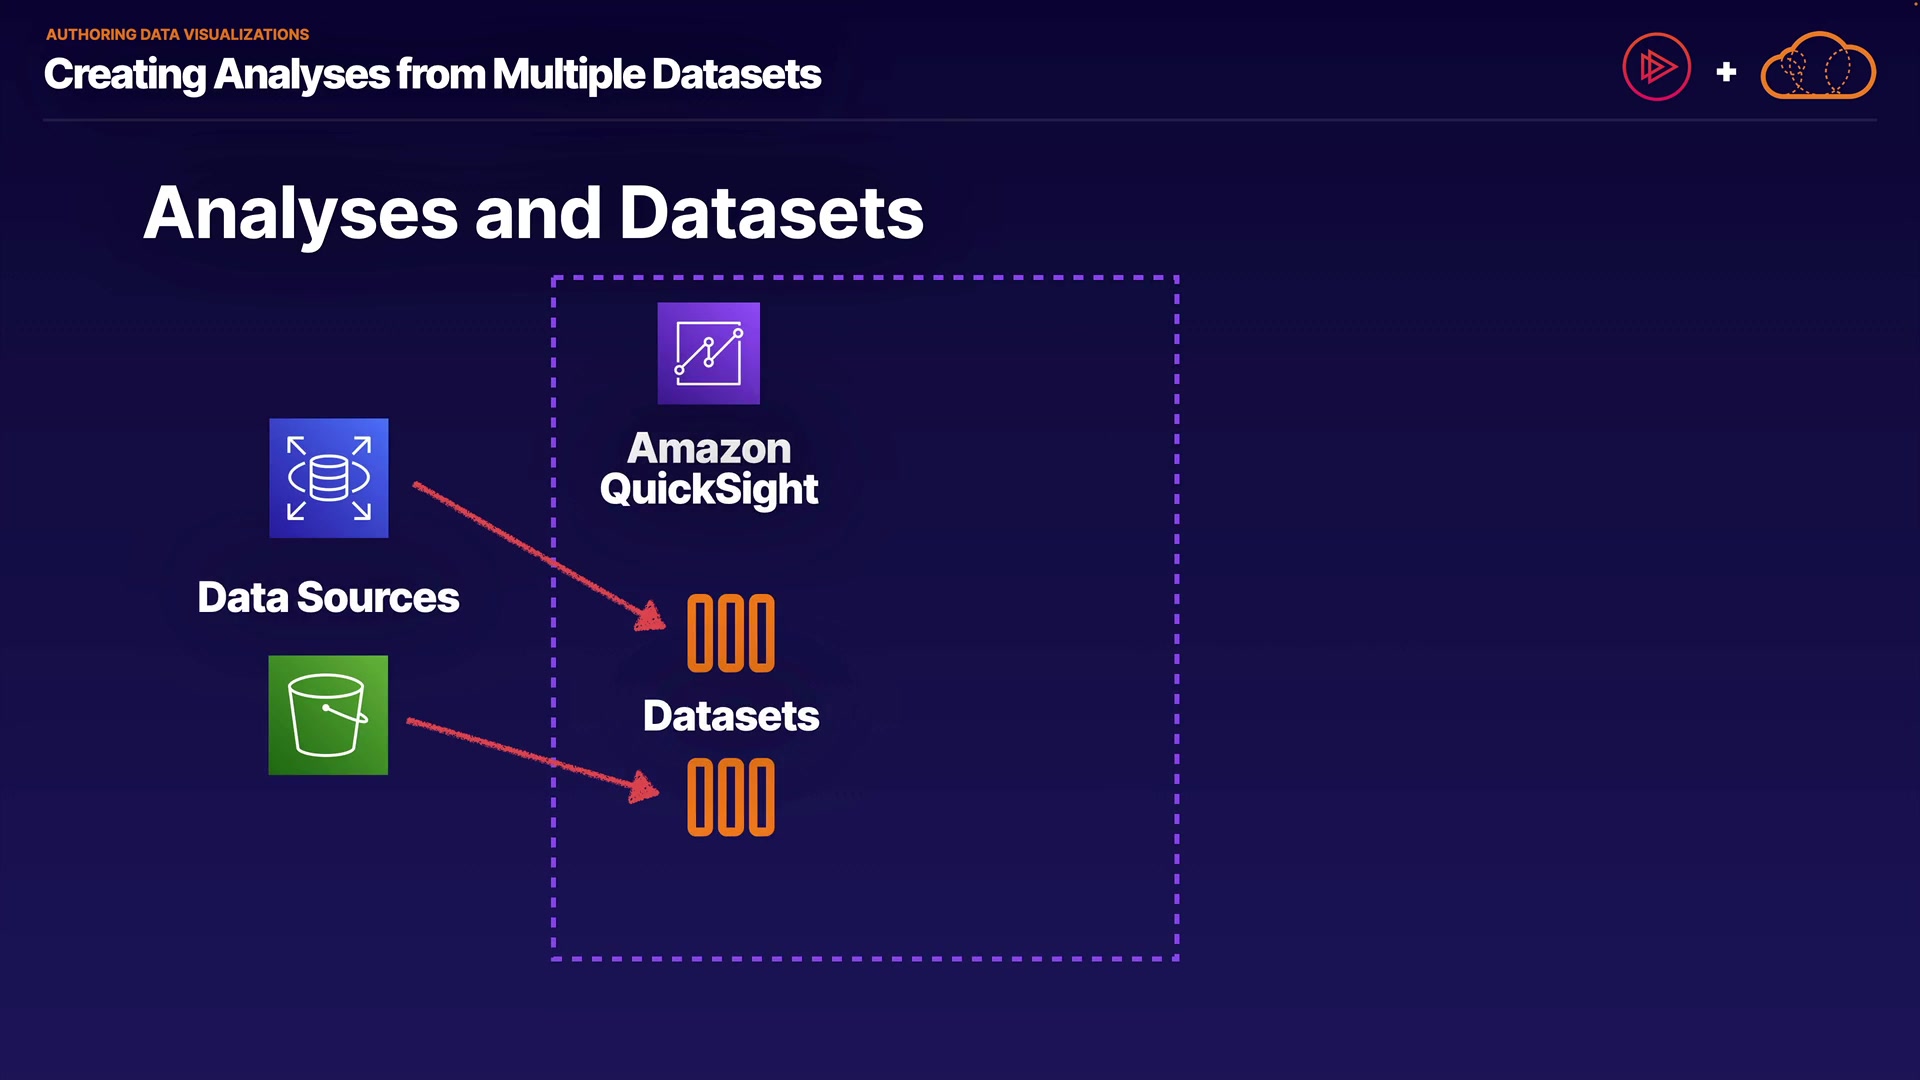 AUTHORING DATA VISUALIZATIONS
Creating Analyses from Multiple Datasets
+
Analyses and Datasets
Amazon
QuickSight
Data Sources
Datasets